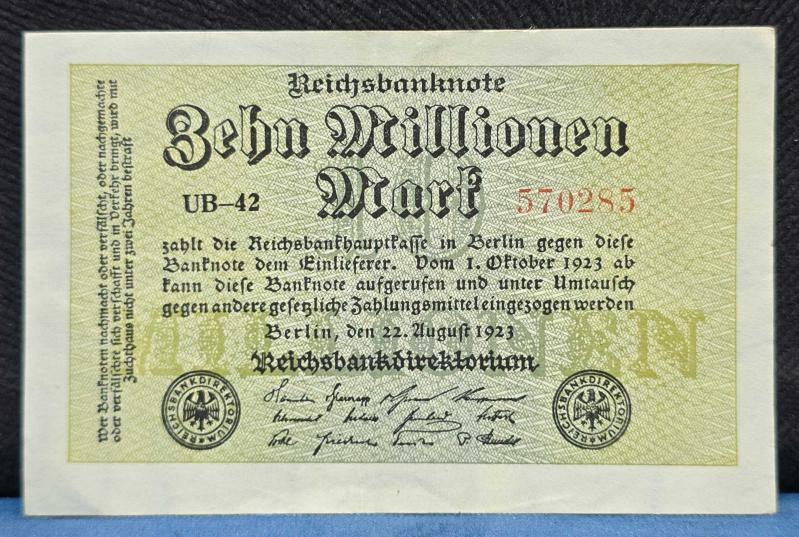 Reichsbanknote
Zehn Millionen
Mark
UB-42
570285
zahlt die Reichsbankhauptkasse in Berlin gegen diese
Banknote dem Einlieferer. Vom 1. Oktober 1923 ab
kann diese Banknote aufgerufen und unter Umtausch
gegen andere gesetzliche Zahlungsmittel eingezogen werden
Berlin, den 22. August 1923
Reichsbankdirektorium
MILLIONEN
REICHSBANKDIREKTORIUM
REICHSBANKDIREKTORIUM
Wer Banknoten nachmacht oder verfälscht, oder nachgemachte
oder verfälschte sich verschafft und in Verkehr bringt, wird mit
Zuchthaus nicht unter zwei Jahren bestraft